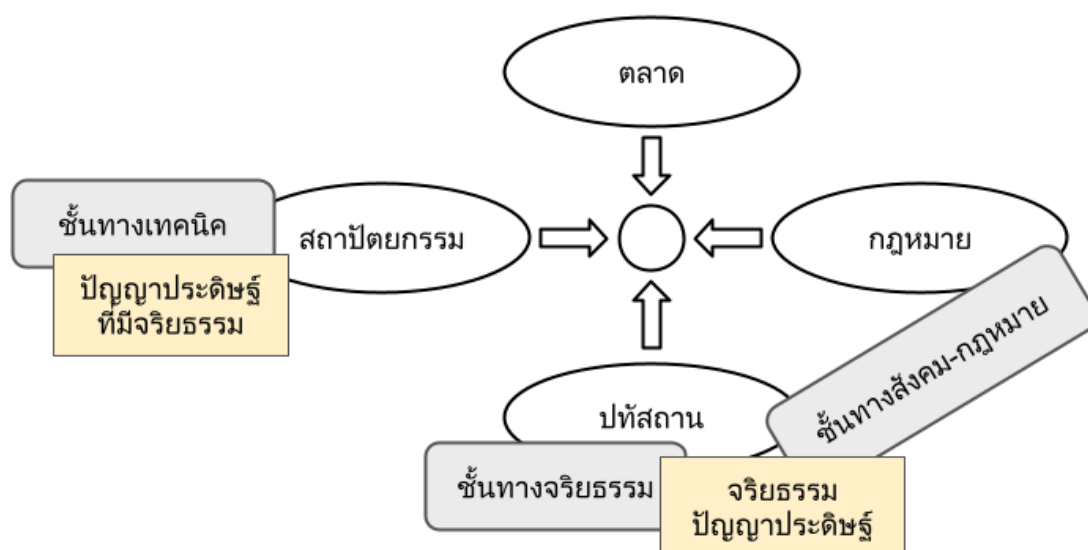 ตลาด
ชั้นทางเทคนิค
สถาปัตยกรรม
กฎหมาย
ปัญญาประดิษฐ์
ที่มีจริยธรรม
ชั้นทางสังคม-กฎหมาย
ปทัสถาน
ชั้นทางจริยธรรม
จริยธรรม
ปัญญาประดิษฐ์